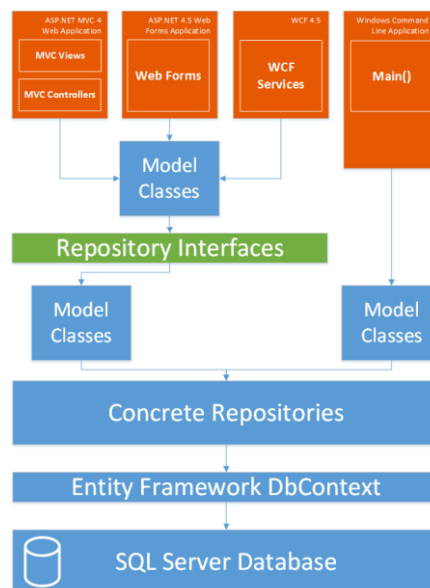 ASP.NET MVC 4
Web Application
MVC Views
MVC Controllers
ASP.NET 4.5 Web
Forms Application
Web Forms
WCF 4.5
WCF
Services
Windows Command
Line Application
Main()
Model
Classes
Repository Interfaces
Model
Classes
Model
Classes
Concrete Repositories
Entity Framework DbContext
SQL Server Database